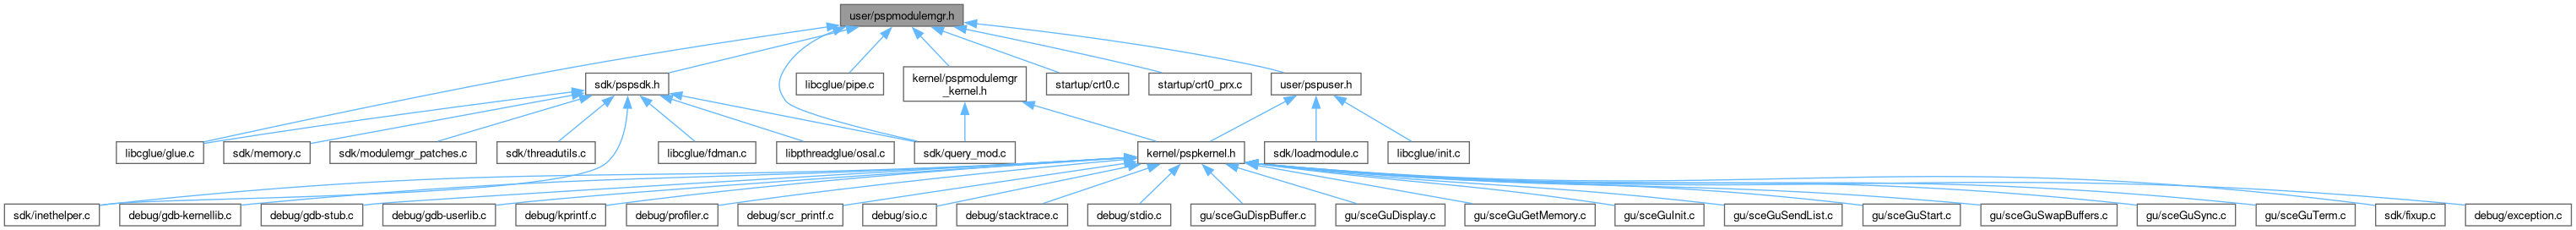 user/pspmodulemgr.h
sdk/pspsdk.h
libcglue/pipe.c
kernel/pspmodulemgr
_kernel.h
startup/crt0.c
startup/crt0_prx.c
user/pspuser.h
libcglue/glue.c
sdk/memory.c
sdk/modulemgr_patches.c
sdk/threadutils.c
libcglue/fdman.c
libpthreadglue/osal.c
sdk/query_mod.c
kernel/pspkernel.h
sdk/loadmodule.c
libcglue/init.c
sdk/inethelper.c
debug/gdb-kernellib.c
debug/gdb-stub.c
debug/gdb-userlib.c
debug/kprintf.c
debug/profiler.c
debug/scr_printf.c
debug/sio.c
debug/stacktrace.c
debug/stdio.c
gu/sceGuDispBuffer.c
gu/sceGuDisplay.c
gu/sceGuGetMemory.c
gu/sceGuInit.c
gu/sceGuSendList.c
gu/sceGuStart.c
gu/sceGuSwapBuffers.c
gu/sceGuSync.c
gu/sceGuTerm.c
sdk/fixup.c
debug/exception.c